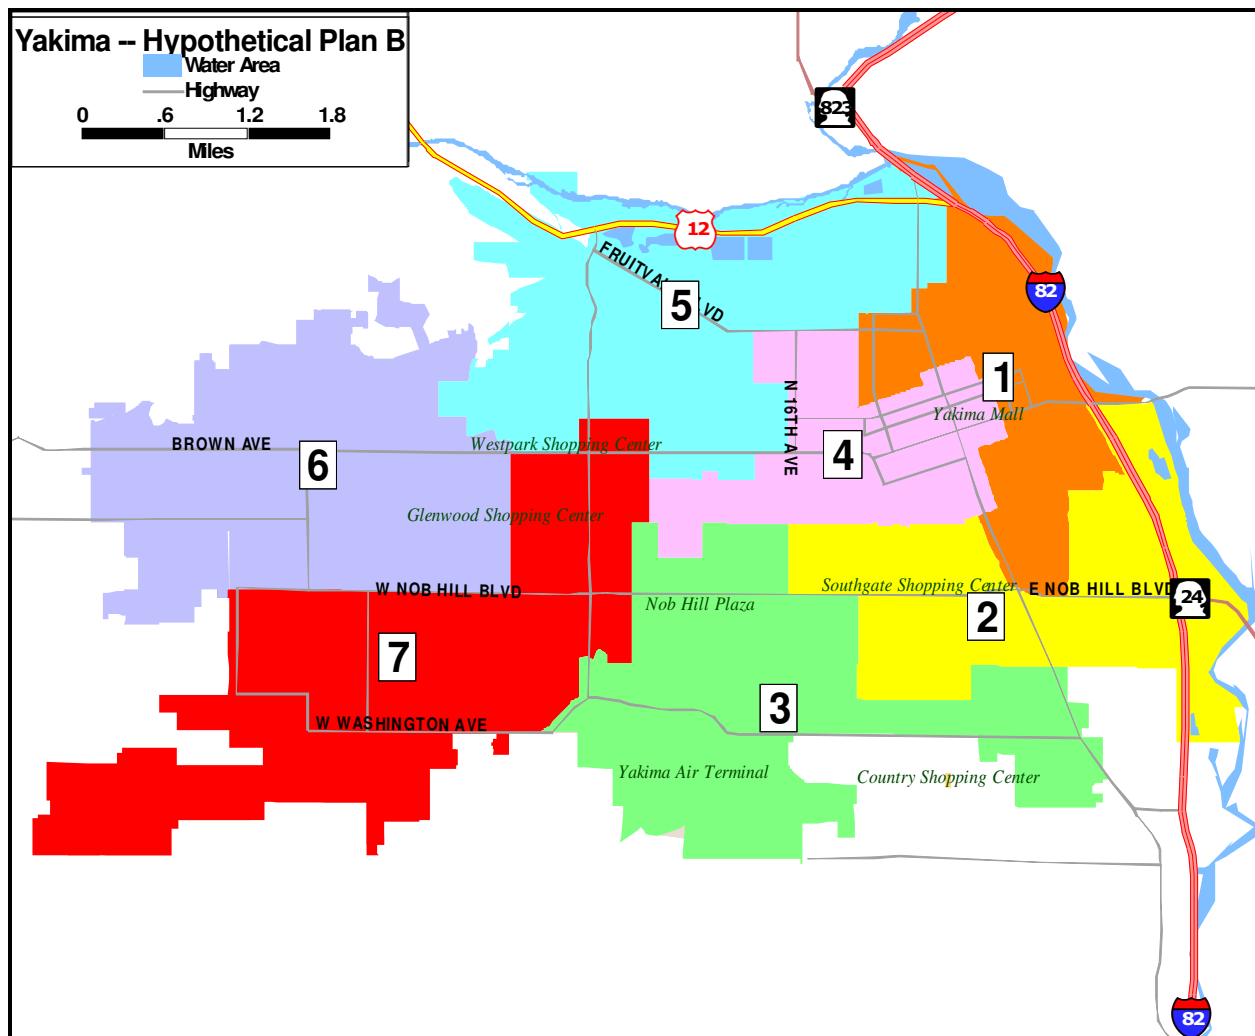 Yakima -- Hypothetical Plan B
Water Area
Highway
0 .6 1.2 1.8
Miles
823
12
82
FRUITVA
LVD
5
1
N 16TH AVE
Yakima Mall
BROWN AVE
Westpark Shopping Center
6
4
Glenwood Shopping Center
W NOB HILL BLVD
Southgate Shopping Center
E NOB HILL BLVD
24
Nob Hill Plaza
2
7
3
W WASHINGTON AVE
Yakima Air Terminal
Country Shopping Center
82